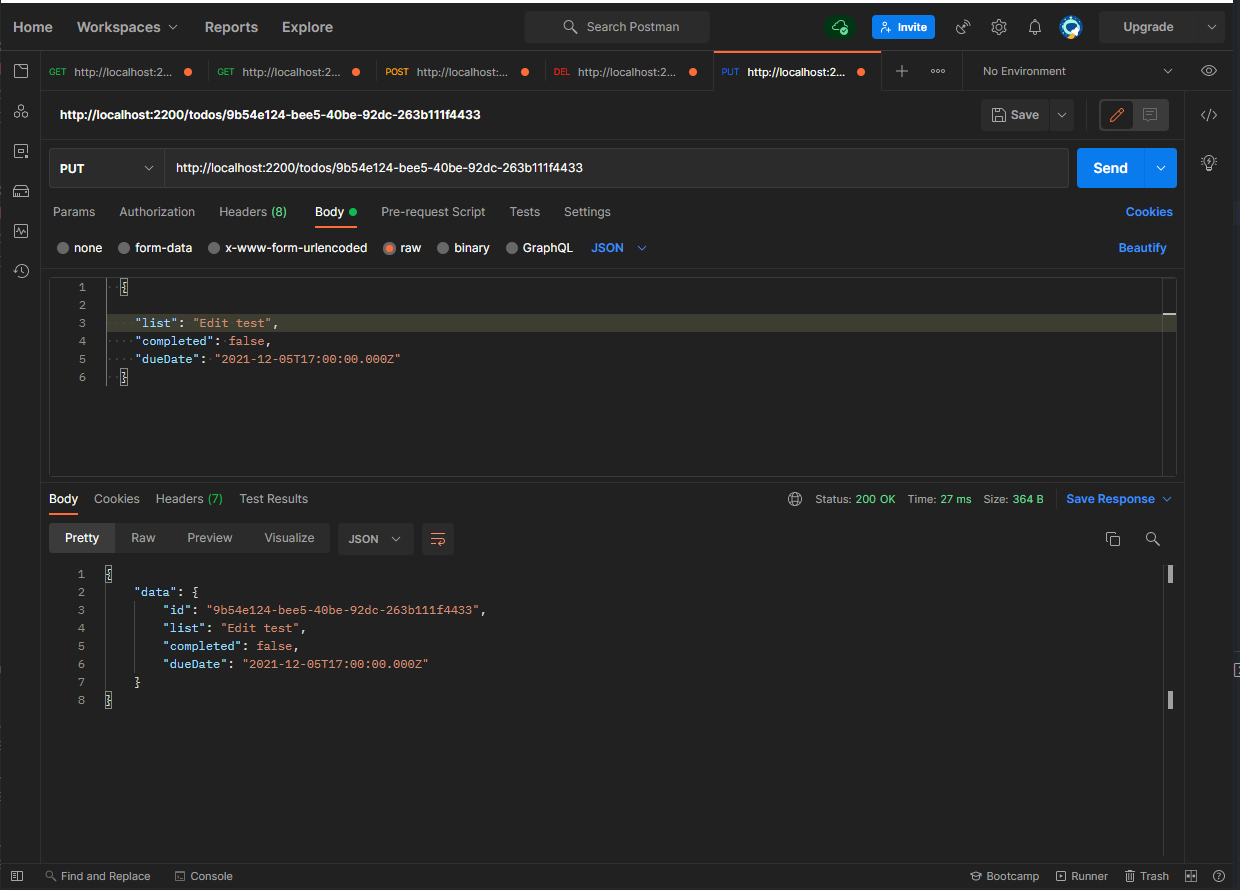 Home Workspaces Reports Explore Search Postman Invite Upgrade
GET http://localhost:2... GET http://localhost:2... POST http://localhost:... DEL http://localhost:2... PUT http://localhost:2... No Environment
http://localhost:2200/todos/9b54e124-bee5-40be-92dc-263b111f4433 Save
PUT http://localhost:2200/todos/9b54e124-bee5-40be-92dc-263b111f4433 Send
Params Authorization Headers (8) Body Pre-request Script Tests Settings Cookies
none form-data x-www-form-urlencoded raw binary GraphQL JSON Beautify
1 {
2
3 "list": "Edit test",
4 "completed": false,
5 "dueDate": "2021-12-05T17:00:00.000Z"
6 }
Body Cookies Headers (7) Test Results Status: 200 OK Time: 27 ms Size: 364 B Save Response
Pretty Raw Preview Visualize JSON
1 {
2 "data": {
3 "id": "9b54e124-bee5-40be-92dc-263b111f4433",
4 "list": "Edit test",
5 "completed": false,
6 "dueDate": "2021-12-05T17:00:00.000Z"
7 }
8 }
Find and Replace Console Bootcamp Runner Trash